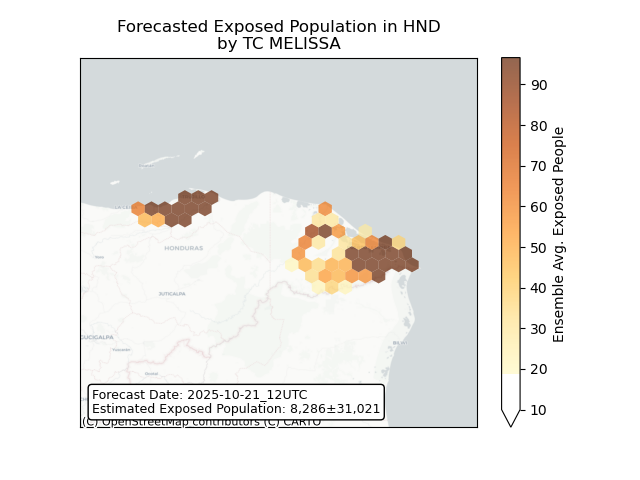 Forecasted Exposed Population in HND
by TC MELISSA
HONDURAS
JUTICALPA
UCIGALPA
Forecast Date: 2025-10-21_12UTC
Estimated Exposed Population: 8,286±31,021
(C) OpenStreetMap contributors (C) CARTO
90
80
70
60
50
40
30
20
10
Ensemble Avg. Exposed People